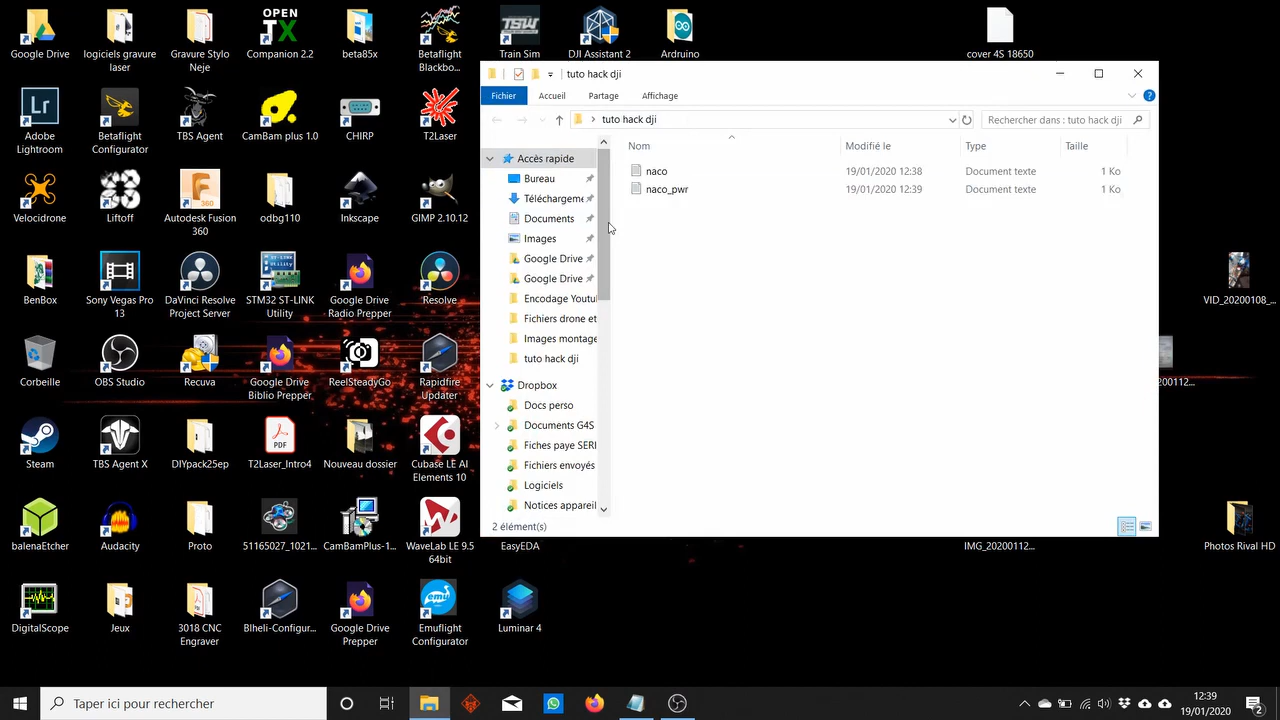 Google Drive
logiciels gravure
laser
Gravure Stylo
Neje
OPEN
TX
Companion 2.2
beta85x
Betaflight
Blackbo...
TSW
Train Sim
DJI Assistant 2
Arduino
cover 4S 18650
tuto hack dji
Fichier
Accueil
Partage
Affichage
tuto hack dji
Rechercher dans : tuto hack dji
Nom
Modifié le
Type
Taille
naco
19/01/2020 12:38
Document texte
1 Ko
naco_pwr
19/01/2020 12:39
Document texte
1 Ko
Accès rapide
Bureau
Téléchargeme
Documents
Images
Google Drive
Google Drive
Encodage Youtu
Fichiers drone et
Images montage
tuto hack dji
Dropbox
Docs perso
Documents G4S
Fiches paye SERI
Fichiers envoyés
Logiciels
Notices appareil
2 élément(s)
Lr
Adobe
Lightroom
Betaflight
Configurator
TBS Agent
CamBam plus 1.0
CHIRP
T2Laser
Velocidrone
Liftoff
Autodesk Fusion
360
odbg110
Inkscape
GIMP 2.10.12
BenBox
Sony Vegas Pro
13
DaVinci Resolve
Project Server
STM32 ST-LINK
Utility
Google Drive
Radio Prepper
Resolve
VID_20200108_...
Corbeille
OBS Studio
Recuva
Google Drive
Biblio Prepper
ReelSteadyGo
Rapidfire
Updater
00112...
Steam
TBS Agent X
DIYpack25ep
PDF
T2Laser_Intro4
Nouveau dossier
Cubase LE AI
Elements 10
balenaEtcher
Audacity
Proto
51165027_1021...
CamBamPlus-1...
WaveLab LE 9.5
64bit
EasyEDA
IMG_20200112...
Photos Rival HD
DigitalScope
Jeux
3018 CNC
Engraver
Blheli-Configur...
Google Drive
Prepper
emu
Emuflight
Configurator
Luminar 4
Taper ici pour rechercher
12:39
19/01/2020
2